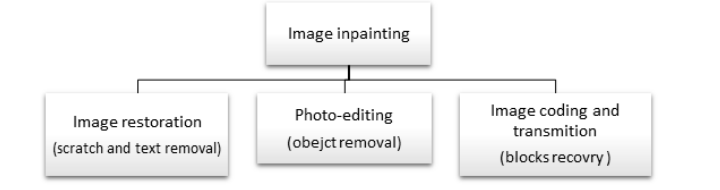 Image inpainting
Image restoration
(scratch and text removal)
Photo-editing
(obejct removal)
Image coding and
transmition
(blocks recovry )